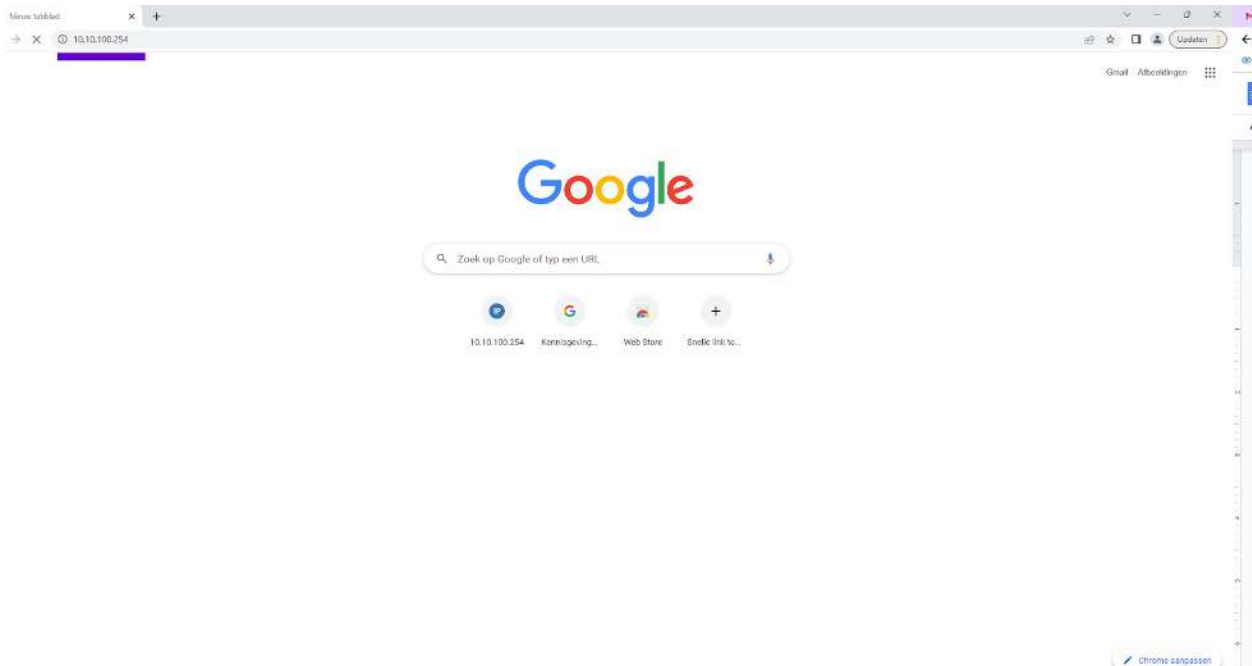 Nieuw tabblad
10.10.100.254
Updaten
Gmail Afbeeldingen
Google
Zoek op Google of typ een URL
10.10.100.254 Kennisgeving... Web Store Snelle link to...
Chrome aanpassen